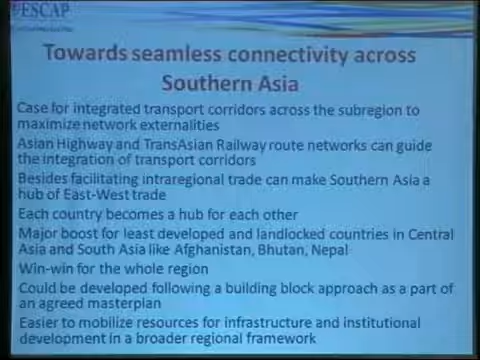 ESCAP
Towards seamless connectivity across
Southern Asia
Case for integrated transport corridors across the subregion to
maximize network externalities
Asian Highway and TransAsian Railway route networks can guide
the integration of transport corridors
Besides facilitating intraregional trade can make Southern Asia a
hub of East-West trade
Each country becomes a hub for each other
Major boost for least developed and landlocked countries in Central
Asia and South Asia like Afghanistan, Bhutan, Nepal
Win-win for the whole region
Could be developed following a building block approach as a part of
an agreed masterplan
Easier to mobilize resources for infrastructure and institutional
development in a broader regional framework